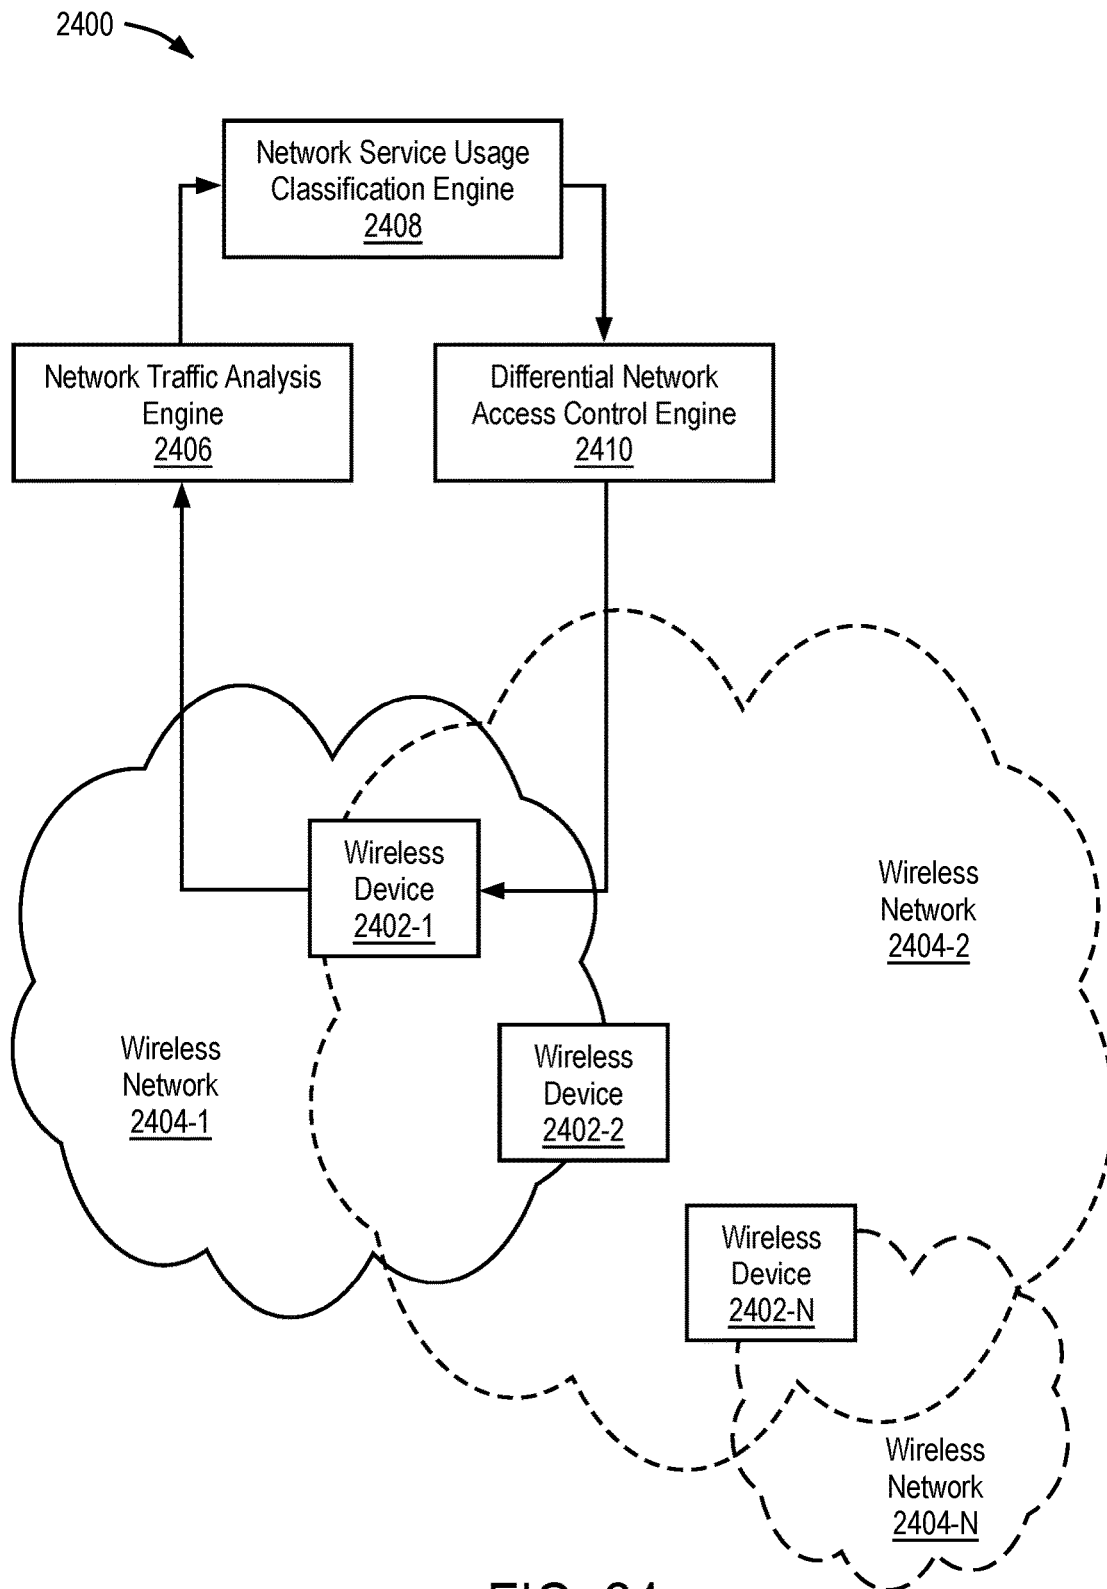 2400
Network Service Usage
Classification Engine
2408
Network Traffic Analysis
Engine
2406
Differential Network
Access Control Engine
2410
Wireless
Device
2402-1
Wireless
Network
2404-2
Wireless
Network
2404-1
Wireless
Device
2402-2
Wireless
Device
2402-N
Wireless
Network
2404-N